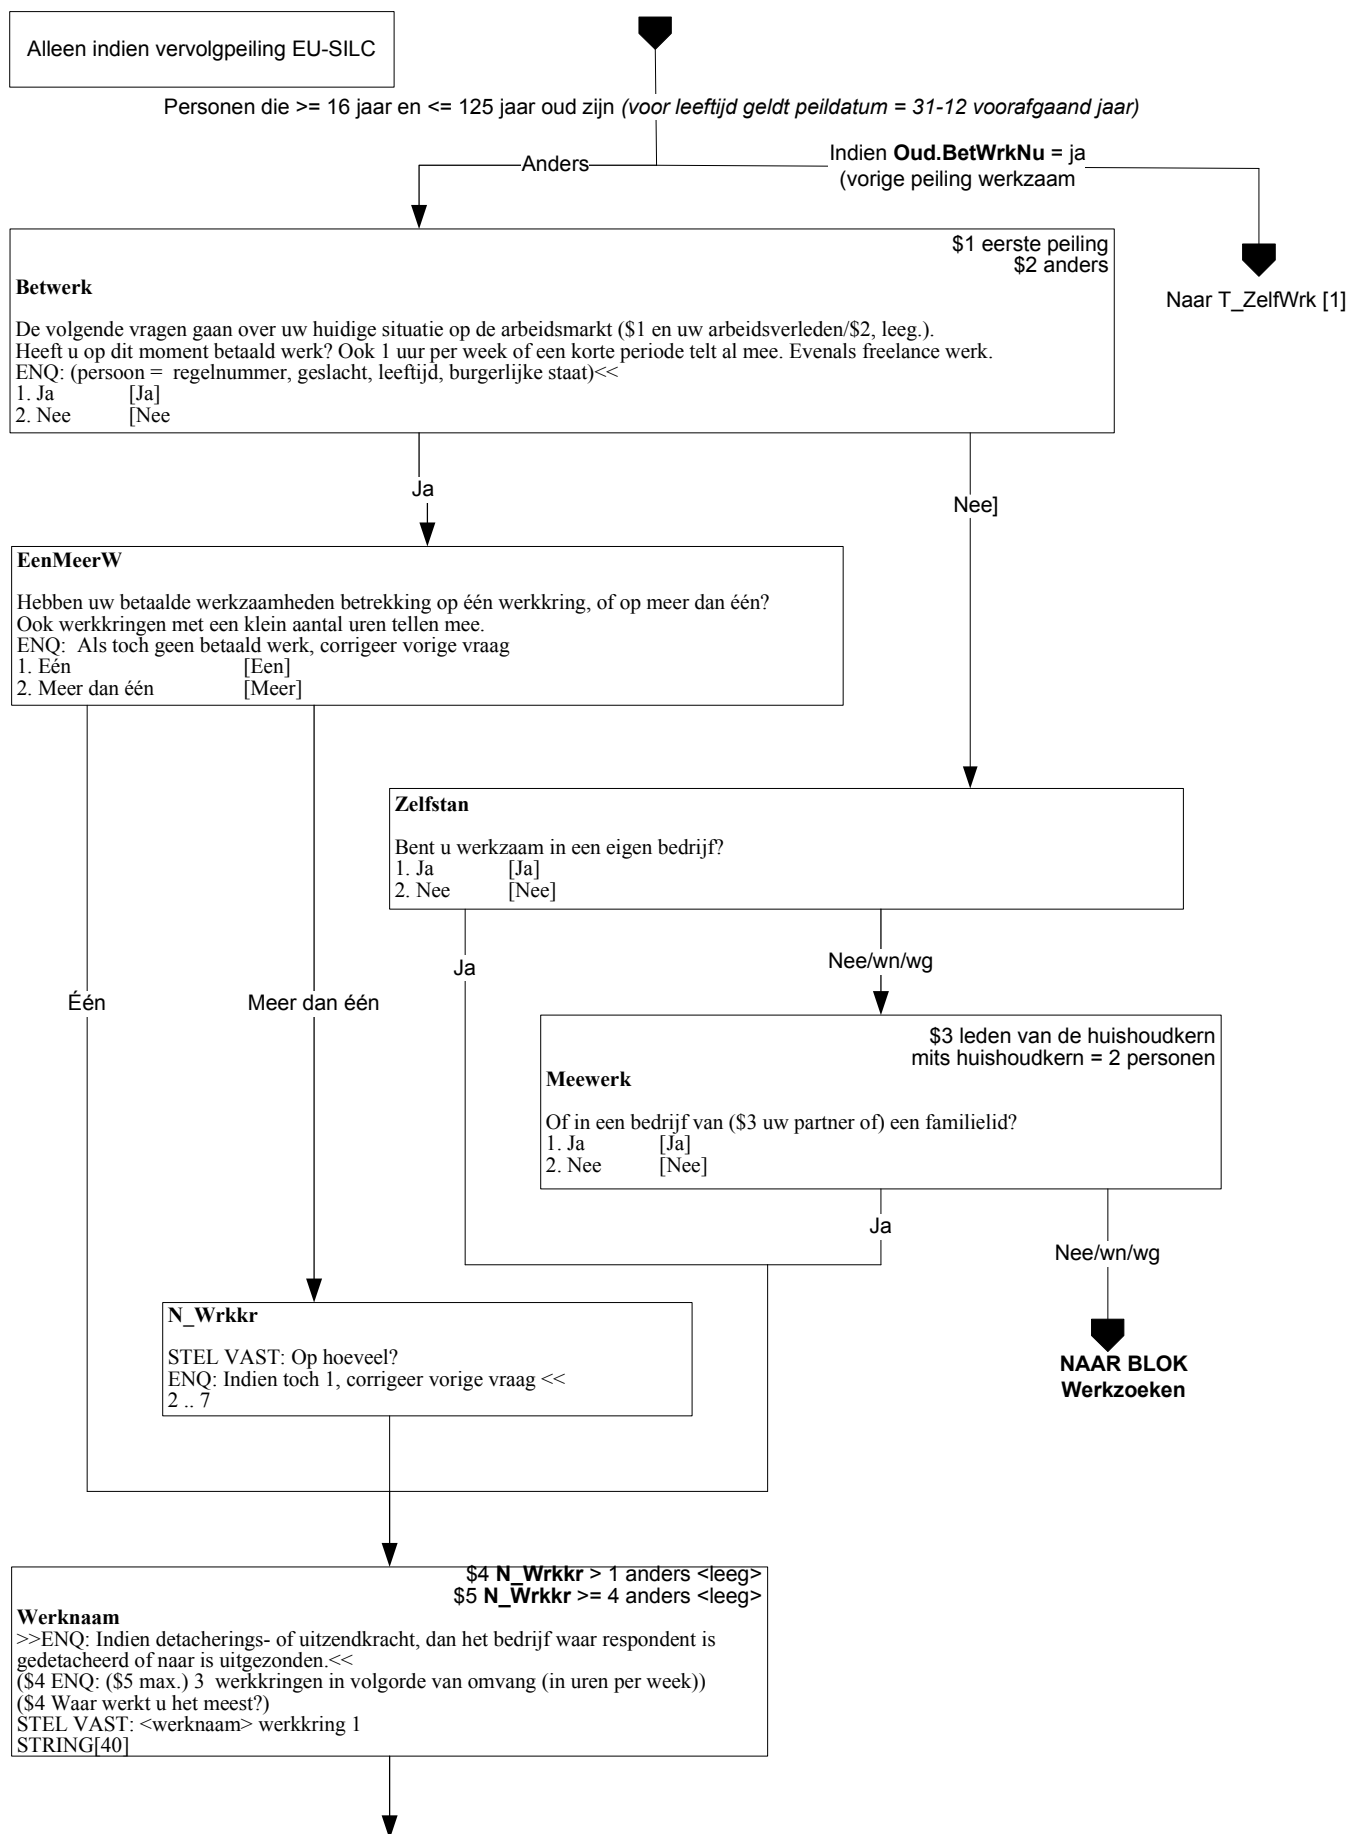 Alleen indien vervolgpeiling EU-SILC
Personen die >= 16 jaar en <= 125 jaar oud zijn (voor leeftijd geldt peildatum = 31-12 voorafgaand jaar)
Anders
Indien Oud.BetWrkNu = ja
(vorige peiling werkzaam
Naar T_ZelfWrk [1]
$1 eerste peiling
$2 anders
Betwerk
De volgende vragen gaan over uw huidige situatie op de arbeidsmarkt ($1 en uw arbeidsverleden/$2, leeg.).
Heeft u op dit moment betaald werk? Ook 1 uur per week of een korte periode telt al mee. Evenals freelance werk.
ENQ: (persoon = regelnummer, geslacht, leeftijd, burgerlijke staat)<<
1. Ja [Ja]
2. Nee [Nee
Ja
Nee]
EenMeerW
Hebben uw betaalde werkzaamheden betrekking op één werkkring, of op meer dan één?
Ook werkkringen met een klein aantal uren tellen mee.
ENQ: Als toch geen betaald werk, corrigeer vorige vraag
1. Eén [Een]
2. Meer dan één [Meer]
Zelfstan
Bent u werkzaam in een eigen bedrijf?
1. Ja [Ja]
2. Nee [Nee]
Ja
Nee/wn/wg
Één
Meer dan één
$3 leden van de huishoudkern
mits huishoudkern = 2 personen
Meewerk
Of in een bedrijf van ($3 uw partner of) een familielid?
1. Ja [Ja]
2. Nee [Nee]
Ja
Nee/wn/wg
N_Wrkkr
STEL VAST: Op hoeveel?
ENQ: Indien toch 1, corrigeer vorige vraag <<
2 .. 7
NAAR BLOK
Werkzoeken
$4 N_Wrkkr > 1 anders <leeg>
$5 N_Wrkkr >= 4 anders <leeg>
Werknaam
>>ENQ: Indien detacherings- of uitzendkracht, dan het bedrijf waar respondent is
gedetacheerd of naar is uitgezonden.<<
($4 ENQ: ($5 max.) 3 werkkringen in volgorde van omvang (in uren per week))
($4 Waar werkt u het meest?)
STEL VAST: <werknaam> werkkring 1
STRING[40]